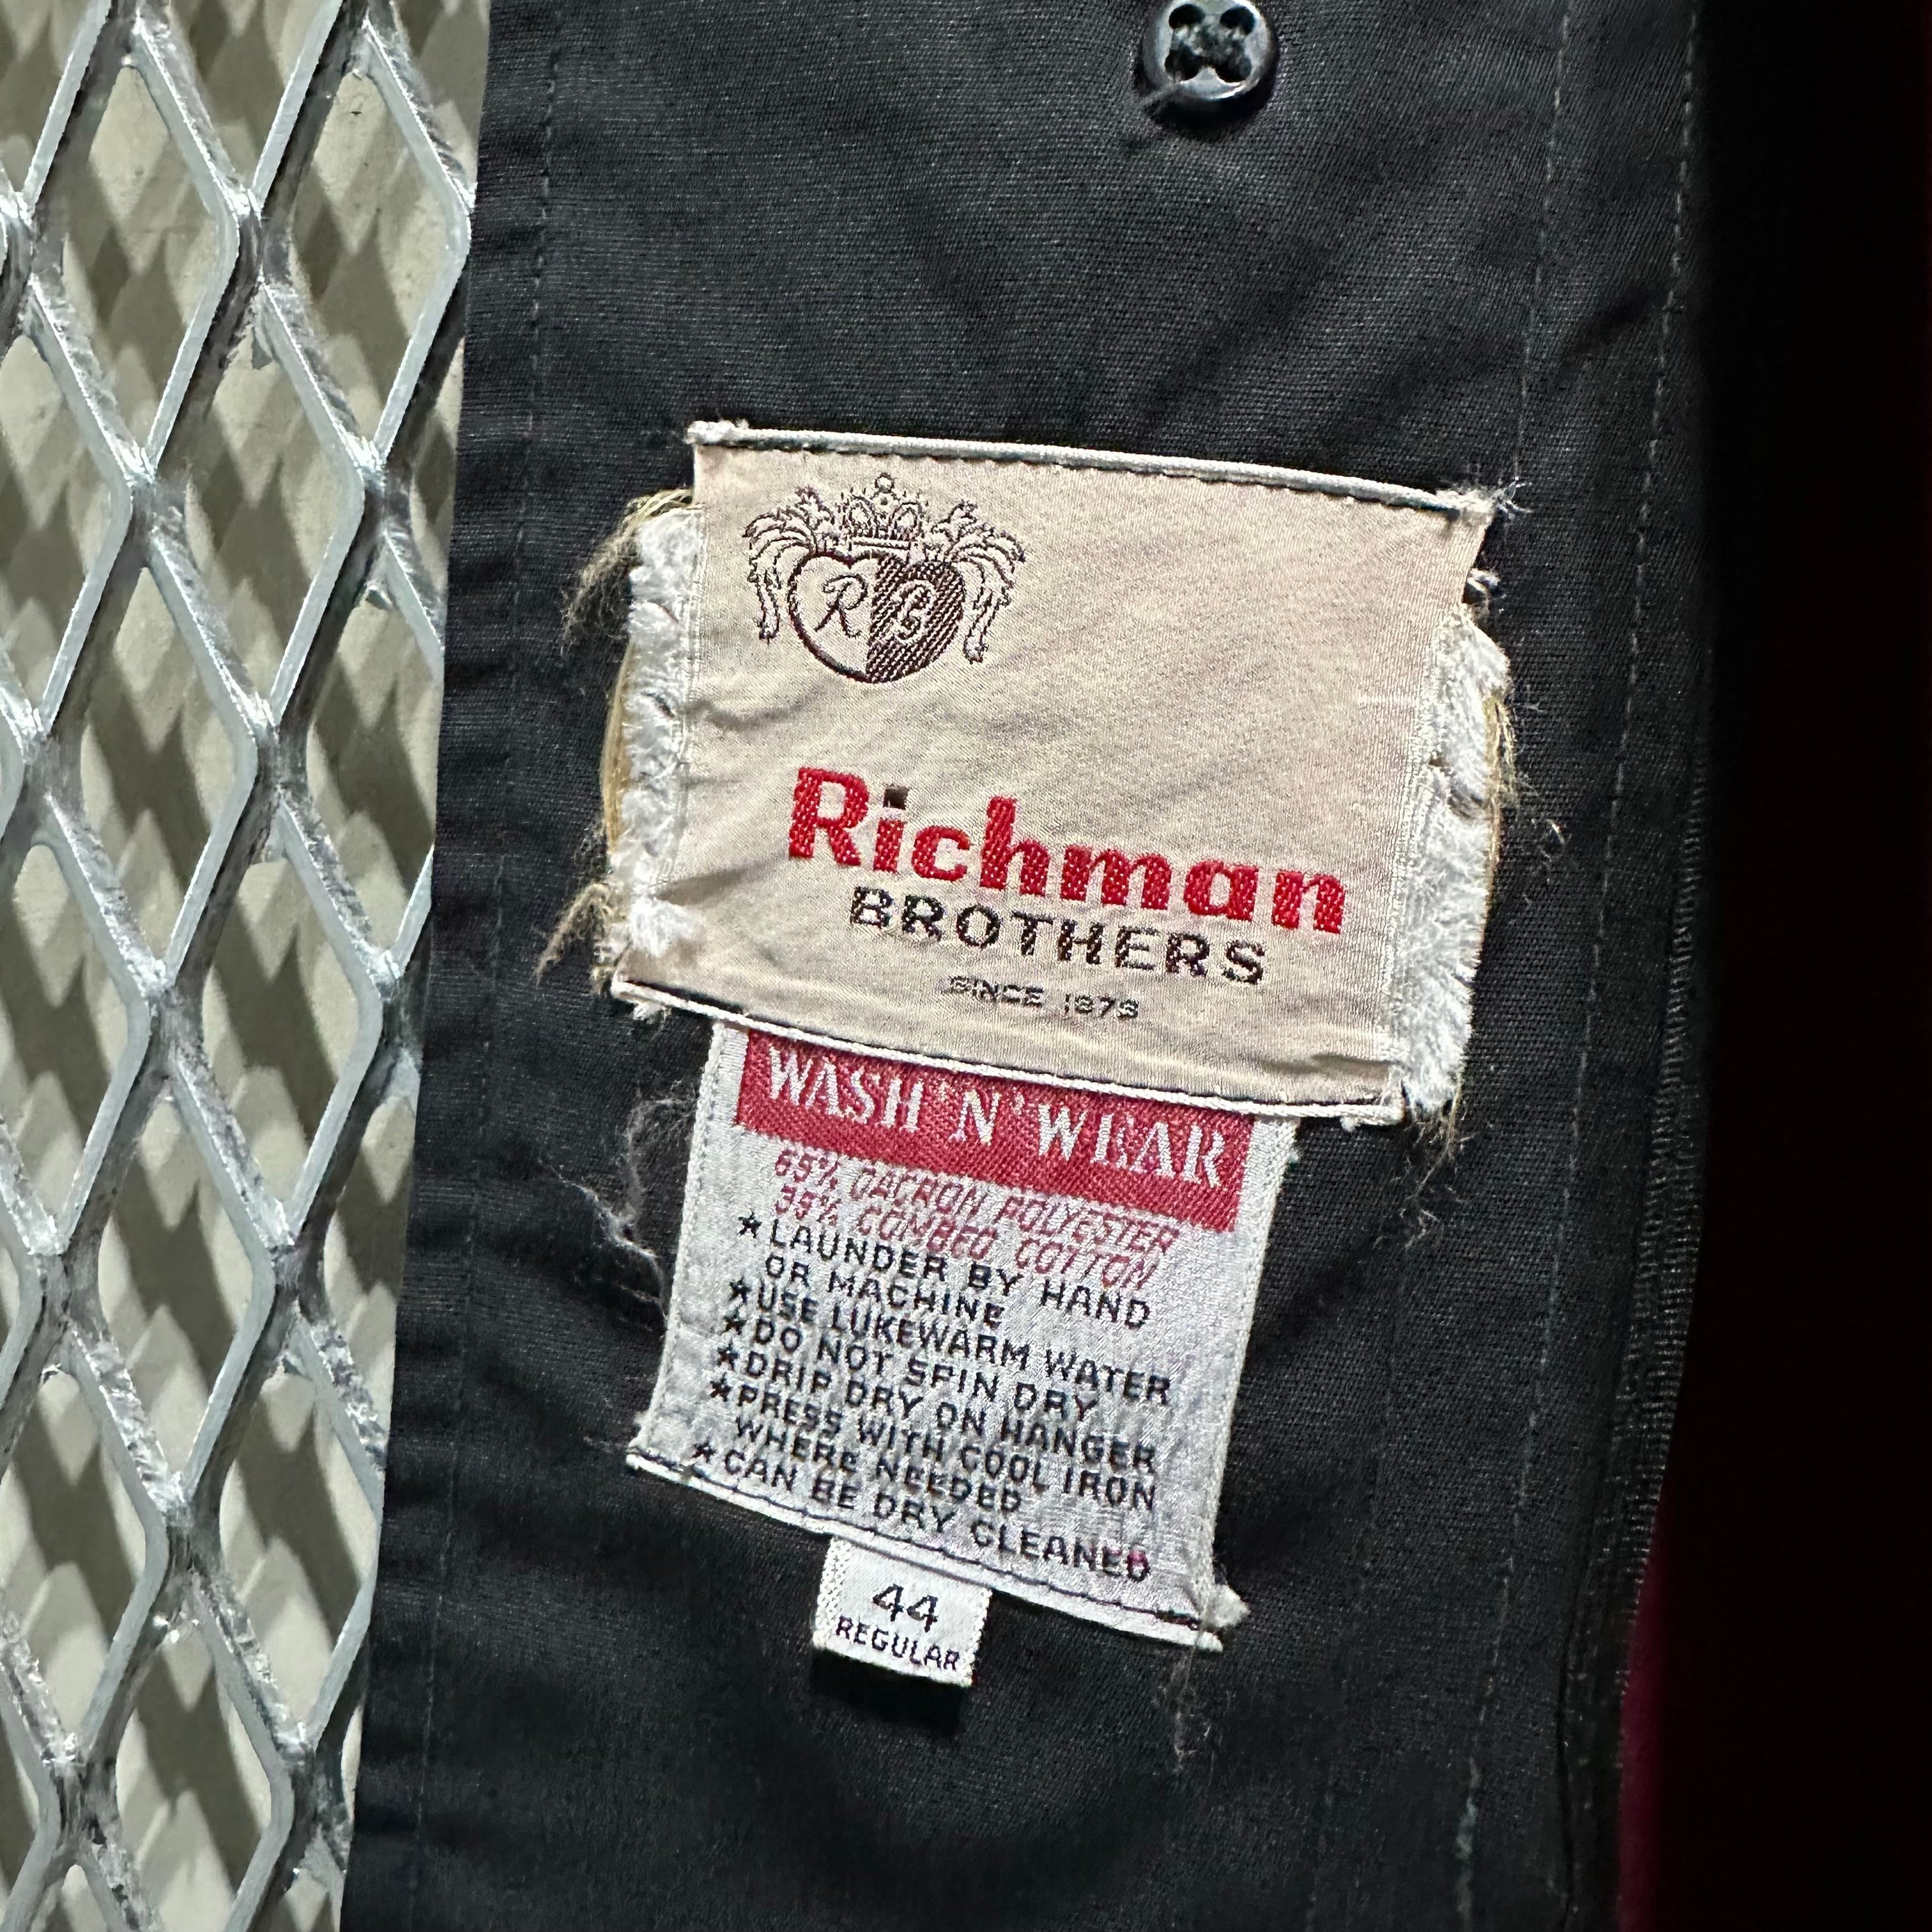 R B
Richman
BROTHERS
SINCE 1879
WASH 'N' WEAR
65% DACRON POLYESTER
35% COMBED COTTON
★ LAUNDER BY HAND
OR MACHINE
★ USE LUKEWARM WATER
★ DO NOT SPIN DRY
★ DRIP DRY ON HANGER
★ PRESS WITH COOL IRON
WHERE NEEDED
★ CAN BE DRY CLEANED
44
REGULAR